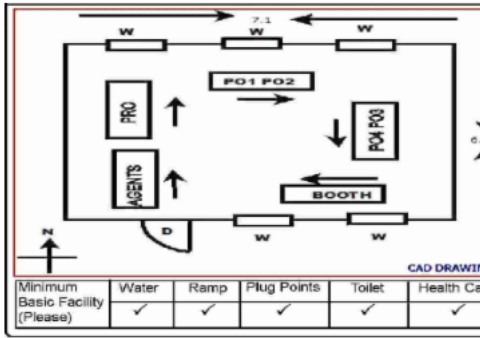 7.1
W W W
PO1 PO2
PRO
PO4 PO3
AGENTS
BOOTH
D
W W
N
CAD DRAWIN
Minimum Basic Facility (Please) Water Ramp Plug Points Toilet Health Ca
✓ ✓ ✓ ✓ ✓